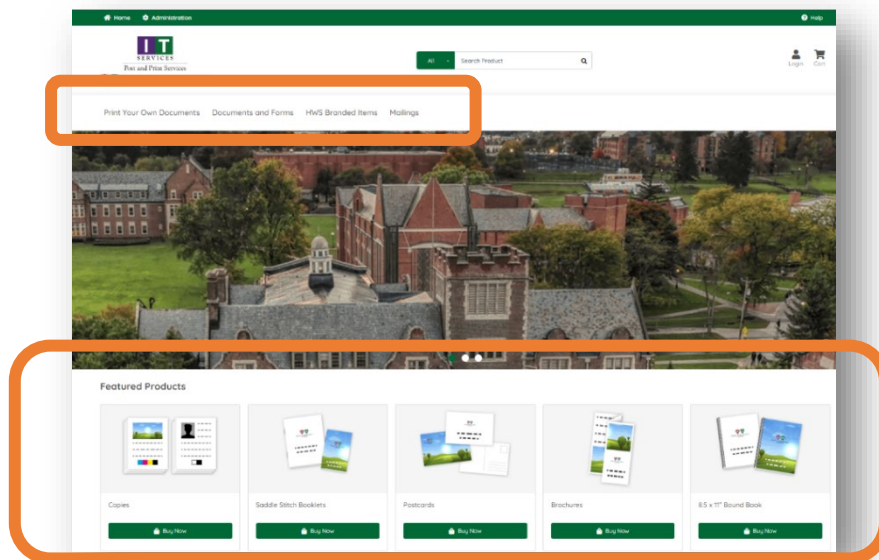 Home Administration Help
IT
SERVICES
Post and Print Services
All Search Product
Login Cart
Print Your Own Documents Documents and Forms HWS Branded Items Mailings
Featured Products
Copies Saddle Stitch Booklets Postcards Brochures 8.5 x 11" Bound Book
Buy Now Buy Now Buy Now Buy Now Buy Now